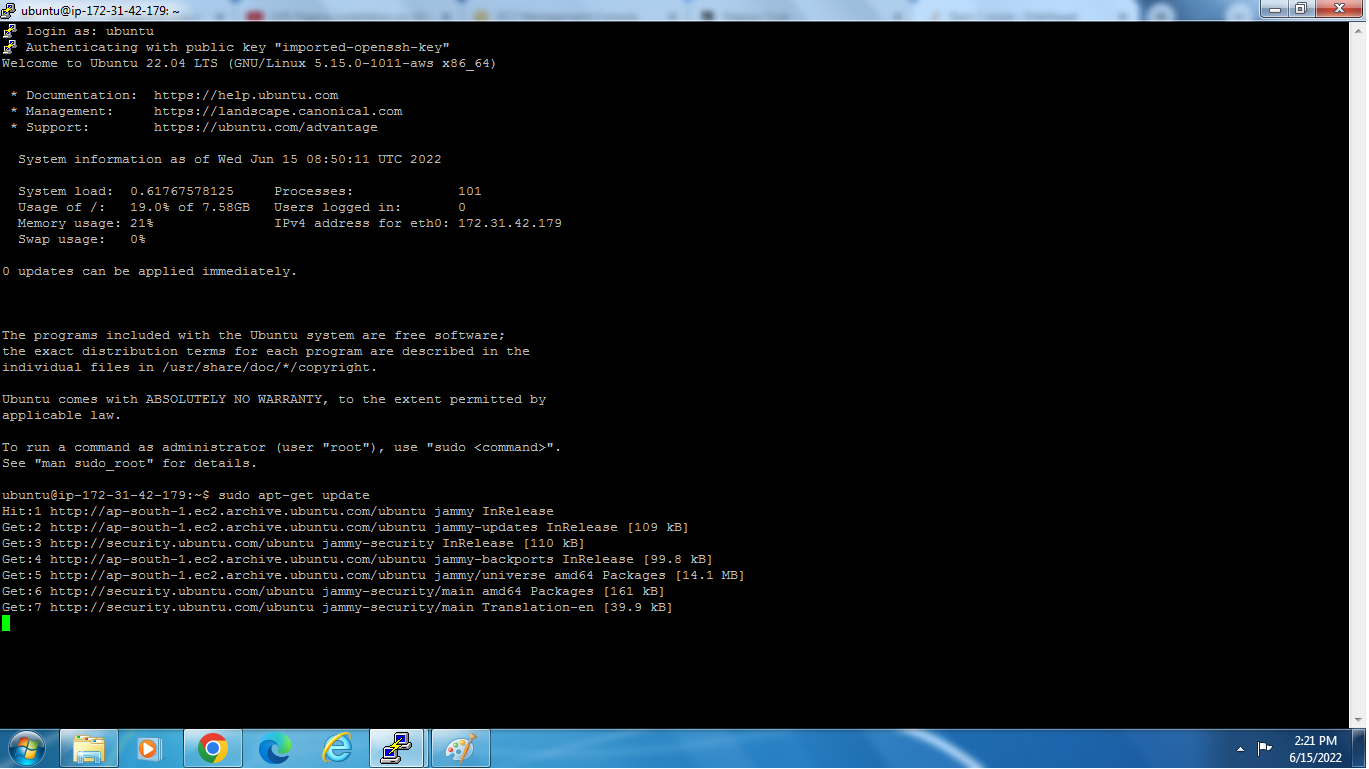 ubuntu@ip-172-31-42-179: ~
login as: ubuntu
Authenticating with public key "imported-openssh-key"
Welcome to Ubuntu 22.04 LTS (GNU/Linux 5.15.0-1011-aws x86_64)
* Documentation:  https://help.ubuntu.com
* Management:     https://landscape.canonical.com
* Support:        https://ubuntu.com/advantage
System information as of Wed Jun 15 08:50:11 UTC 2022
System load:  0.61767578125     Processes:             101
Usage of /:   19.0% of 7.58GB   Users logged in:       0
Memory usage: 21%               IPv4 address for eth0: 172.31.42.179
Swap usage:   0%
0 updates can be applied immediately.
The programs included with the Ubuntu system are free software;
the exact distribution terms for each program are described in the
individual files in /usr/share/doc/*/copyright.
Ubuntu comes with ABSOLUTELY NO WARRANTY, to the extent permitted by
applicable law.
To run a command as administrator (user "root"), use "sudo <command>".
See "man sudo_root" for details.
ubuntu@ip-172-31-42-179:~$ sudo apt-get update
Hit:1 http://ap-south-1.ec2.archive.ubuntu.com/ubuntu jammy InRelease
Get:2 http://ap-south-1.ec2.archive.ubuntu.com/ubuntu jammy-updates InRelease [109 kB]
Get:3 http://security.ubuntu.com/ubuntu jammy-security InRelease [110 kB]
Get:4 http://ap-south-1.ec2.archive.ubuntu.com/ubuntu jammy-backports InRelease [99.8 kB]
Get:5 http://ap-south-1.ec2.archive.ubuntu.com/ubuntu jammy/universe amd64 Packages [14.1 MB]
Get:6 http://security.ubuntu.com/ubuntu jammy-security/main amd64 Packages [161 kB]
Get:7 http://security.ubuntu.com/ubuntu jammy-security/main Translation-en [39.9 kB]
2:21 PM
6/15/2022